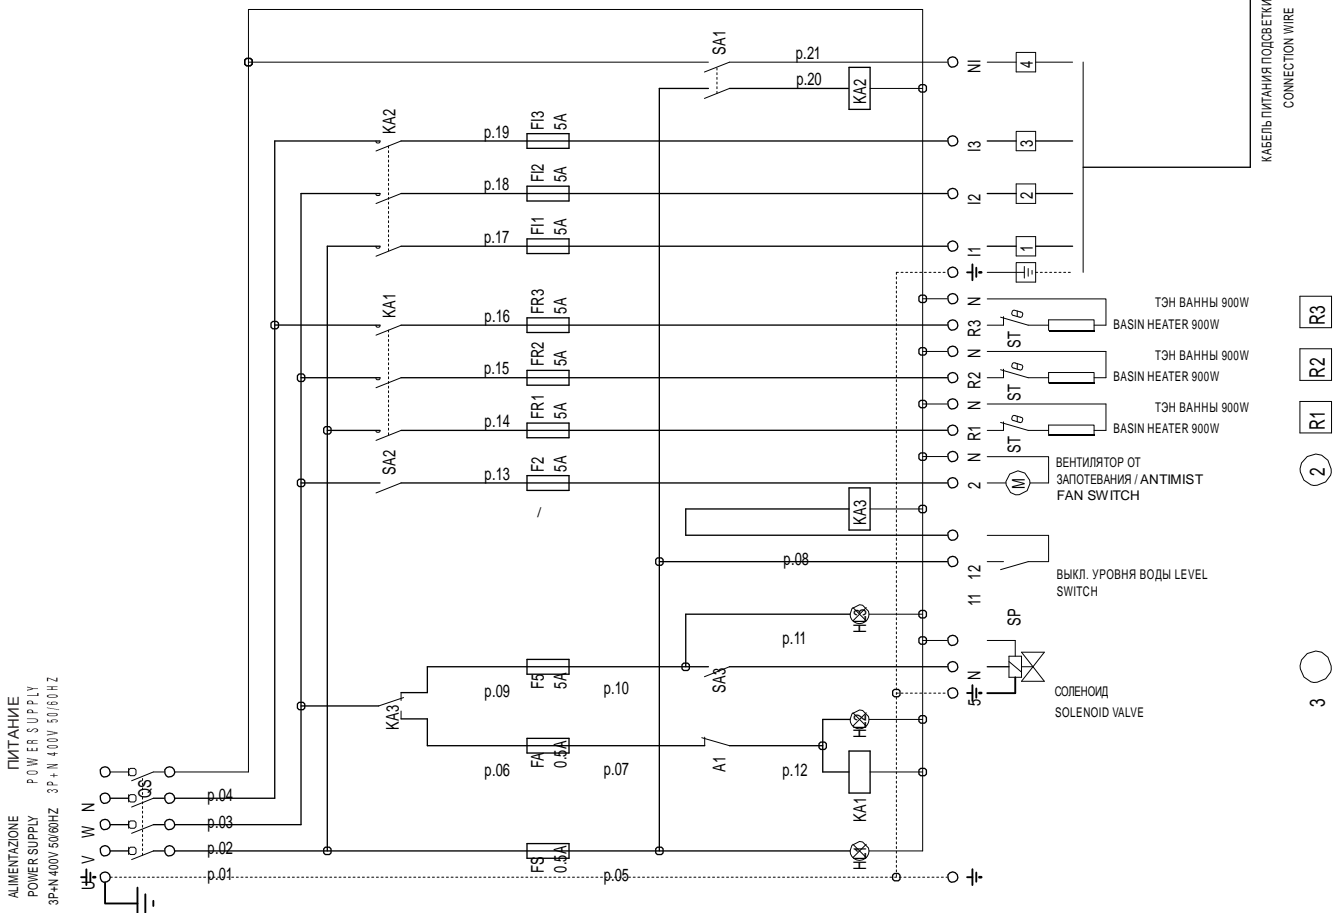 КАБЕЛЬ ПИТАНИЯ ПОДСВЕТКИ
CONNECTION WIRE
SA1
p.21
p.20
KA2
NI
4
KA2
p.19
FI3
5A
I3
3
p.18
FI2
5A
I2
2
p.17
FI1
5A
I1
1
KA1
p.16
FR3
5A
N
R3
ST
ТЭН ВАННЫ 900W
BASIN HEATER 900W
R3
p.15
FR2
5A
N
R2
ST
ТЭН ВАННЫ 900W
BASIN HEATER 900W
R2
p.14
FR1
5A
N
R1
ST
ТЭН ВАННЫ 900W
BASIN HEATER 900W
R1
SA2
p.13
F2
5A
/
N
2
M
ВЕНТИЛЯТОР ОТ
ЗАПОТЕВАНИЯ / ANTIMIST
FAN SWITCH
2
KA3
p.08
12
11
ВЫКЛ. УРОВНЯ ВОДЫ LEVEL
SWITCH
HL3
p.11
SP
KA3
p.09
F5
5A
p.10
SA3
N
5
СОЛЕНОИД
SOLENOID VALVE
3
p.06
FA
0.5A
p.07
A1
p.12
HL2
KA1
ПИТАНИЕ
POWER SUPPLY
3P+N 400V 50/60HZ
ALIMENTAZIONE
POWER SUPPLY
3P+N 400V 50/60HZ
QS
N
W
V
U
p.04
p.03
p.02
p.01
FS
0.5A
p.05
HL1